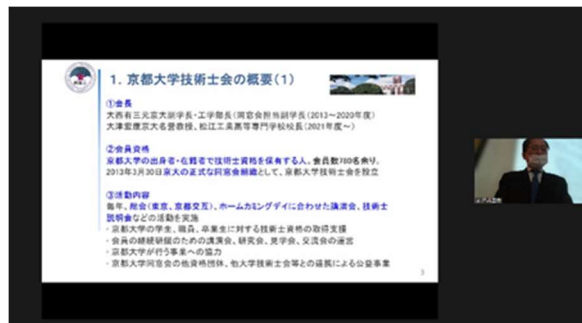 1. 京都大学技術士会の概要(1)
①会長
大西有三元京大副学長・工学部長(同窓会担当副学長(2013~2020年度)
大津宏康京大名誉教授、松江工業高等専門学校校長(2021年度~)
②会員資格
京都大学の出身者・在籍者で技術士資格を保有する人。会員数780名余り。
2013年3月30日京大の正式な同窓会組織として、京都大学技術士会を設立
③活動内容
毎年、総会(東京、京都交互)、ホームカミングデイに合わせた講演会、技術士
説明会などの活動を実施
・京都大学の学生、職員、卒業生に対する技術士資格の取得支援
・会員の継続研鑽のための講演会、研究会、見学会、交流会の運営
・京都大学が行う事業への協力
・京都大学同窓会の他資格団体、他大学技術士会等との連携による公益事業
3